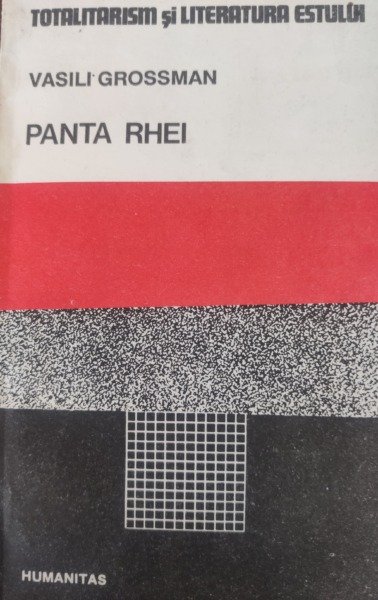 TOTALITARISM şi LITERATURA ESTULUI
VASILI GROSSMAN
PANTA RHEI
HUMANITAS